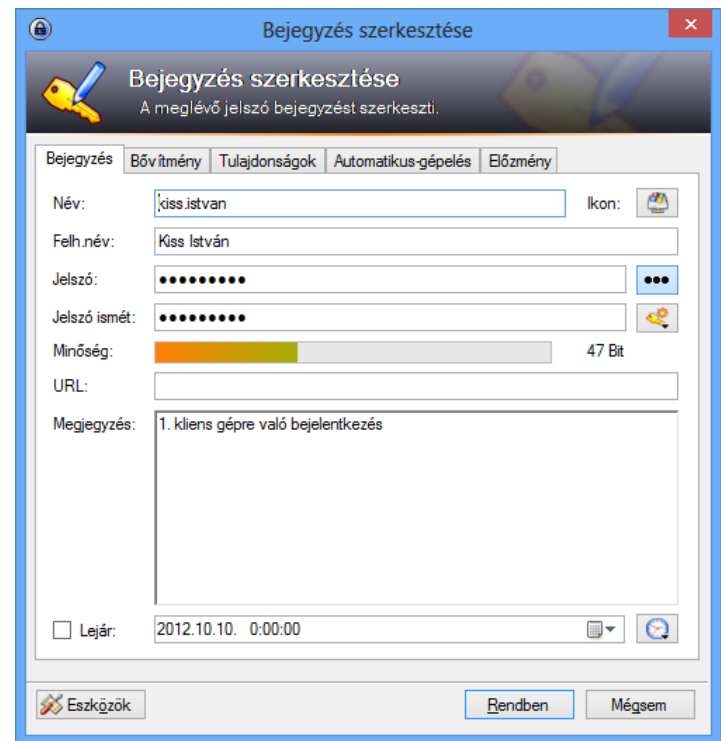 Bejegyzés szerkesztése
Bejegyzés szerkesztése
A meglévő jelszó bejegyzést szerkeszti.
Bejegyzés Bővítmény Tulajdonságok Automatikus-gépelés Előzmény
Név: kiss.istvan Ikon:
Felh.név: Kiss István
Jelszó: ●●●●●●●●●
Jelszó ismét: ●●●●●●●●●
Minőség: 47 Bit
URL:
Megjegyzés: 1. kliens gépre való bejelentkezés
Lejár: 2012.10.10. 0:00:00
Eszközök Rendben Mégsem